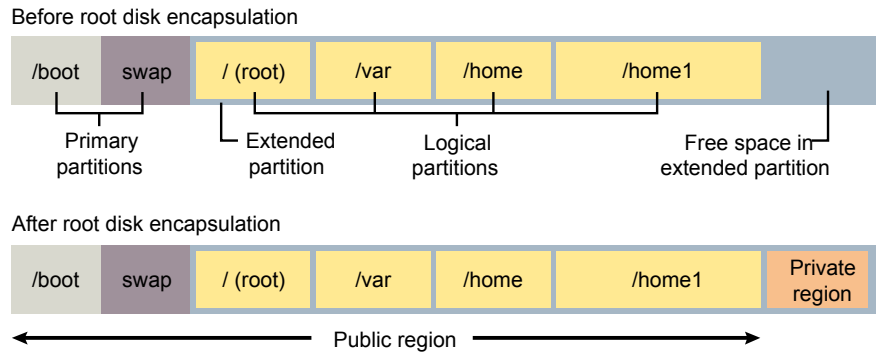 Before root disk encapsulation
/boot swap / (root) /var /home /home1
Primary
partitions
Extended
partition
Logical
partitions
Free space in
extended partition
After root disk encapsulation
/boot swap / (root) /var /home /home1 Private
region
Public region